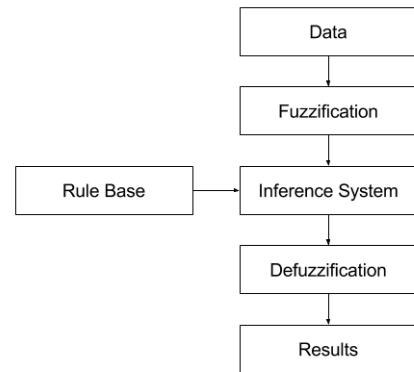 Data
Fuzzification
Rule Base
Inference System
Defuzzification
Results